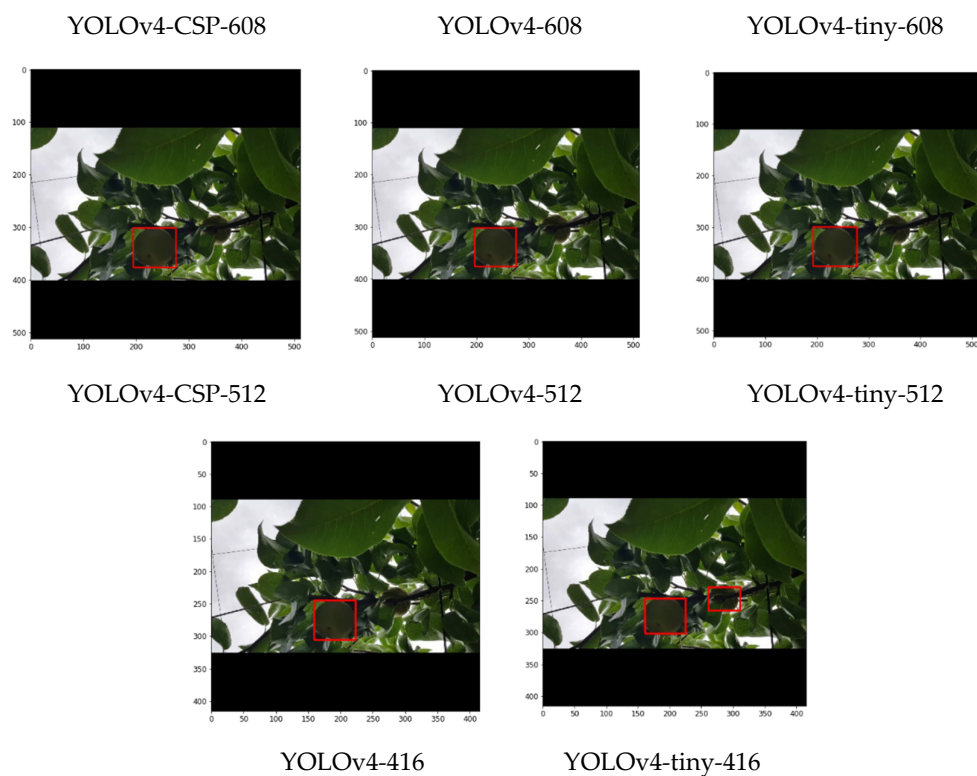 YOLOv4-CSP-608 YOLOv4-608 YOLOv4-tiny-608
0 0 0
100 100 100
200 200 200
300 300 300
400 400 400
500 500 500
0 100 200 300 400 500 0 100 200 300 400 500 0 100 200 300 400 500
YOLOv4-CSP-512 YOLOv4-512 YOLOv4-tiny-512
0 0
50 50
100 100
150 150
200 200
250 250
300 300
350 350
400 400
0 50 100 150 200 250 300 350 400 0 50 100 150 200 250 300 350 400
YOLOv4-416 YOLOv4-tiny-416